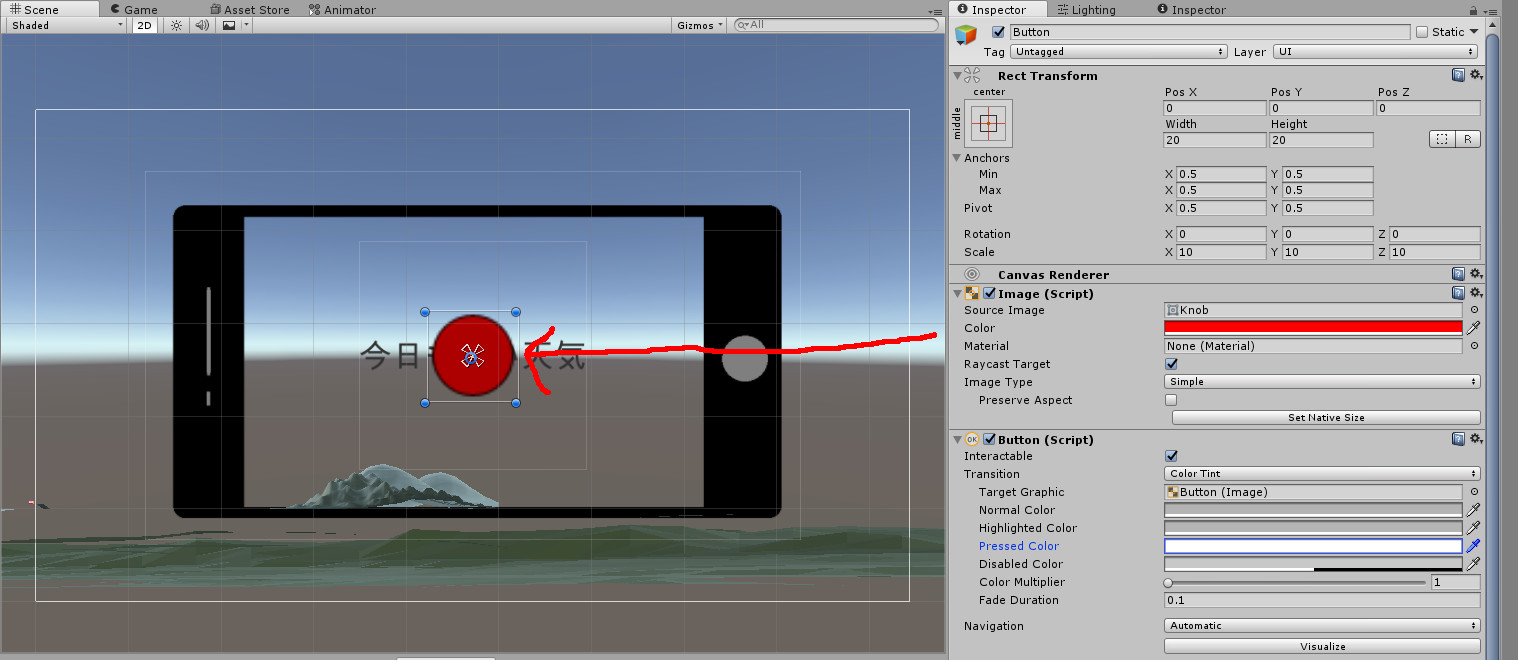 Scene Game Asset Store Animator
Shaded 2D Gizmos All
今日 天気
Inspector Lighting Inspector
Button Static
Tag Untagged Layer UI
Rect Transform
center
middle
Pos X Pos Y Pos Z
0 0 0
Width Height
20 20
R
Anchors
Min X 0.5 Y 0.5
Max X 0.5 Y 0.5
Pivot X 0.5 Y 0.5
Rotation X 0 Y 0 Z 0
Scale X 10 Y 10 Z 10
Canvas Renderer
Image (Script)
Source Image Knob
Color
Material None (Material)
Raycast Target
Image Type Simple
Preserve Aspect
Set Native Size
OK Button (Script)
Interactable
Transition Color Tint
Target Graphic Button (Image)
Normal Color
Highlighted Color
Pressed Color
Disabled Color
Color Multiplier 1
Fade Duration 0.1
Navigation Automatic
Visualize